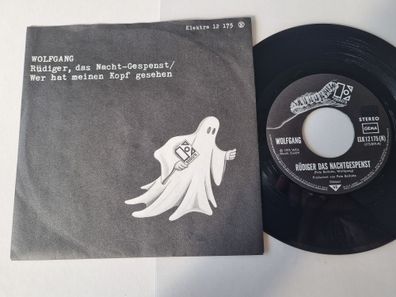 Elektra 12 175
WOLFGANG
Rüdiger, das Nacht-Gespenst/
Wer hat meinen Kopf gesehen
STEREO
GEMA
WOLFGANG
ELK 12 175 (N)
RÜDIGER DAS NACHTGESPENST